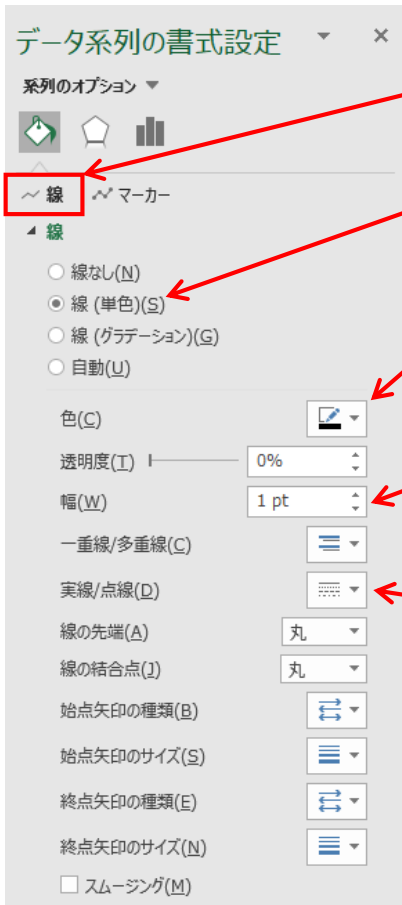 データ系列の書式設定
系列のオプション
線 マーカー
線
線なし(N)
線 (単色)(S)
線 (グラデーション)(G)
自動(U)
色(C)
透明度(T) 0%
幅(W) 1 pt
一重線/多重線(C)
実線/点線(D)
線の先端(A) 丸
線の結合点(J) 丸
始点矢印の種類(B)
始点矢印のサイズ(S)
終点矢印の種類(E)
終点矢印のサイズ(N)
スムージング(M)